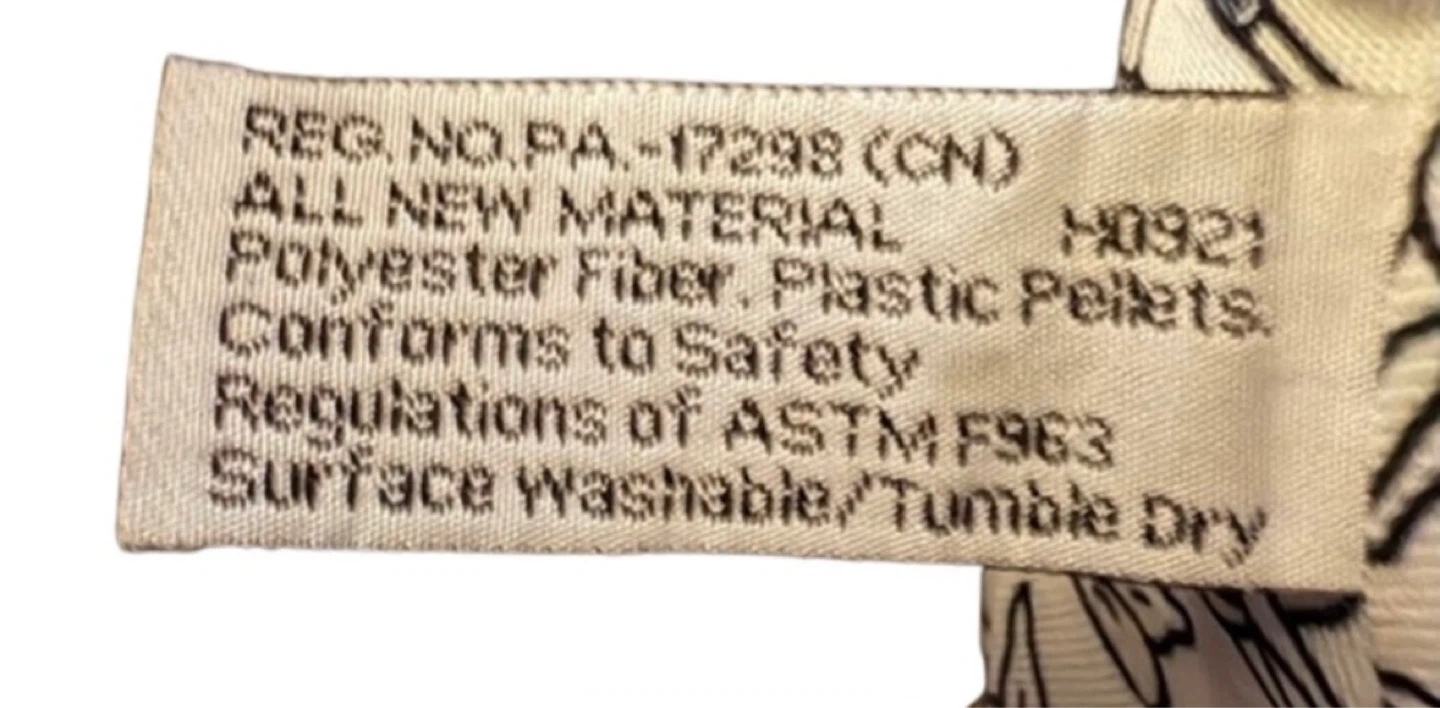 REG. NO.PA.-17298 (CN)
ALL NEW MATERIAL H0921
Polyester Fiber. Plastic Pellets.
Conforms to Safety
Regulations of ASTM F963
Surface Washable/Tumble Dry